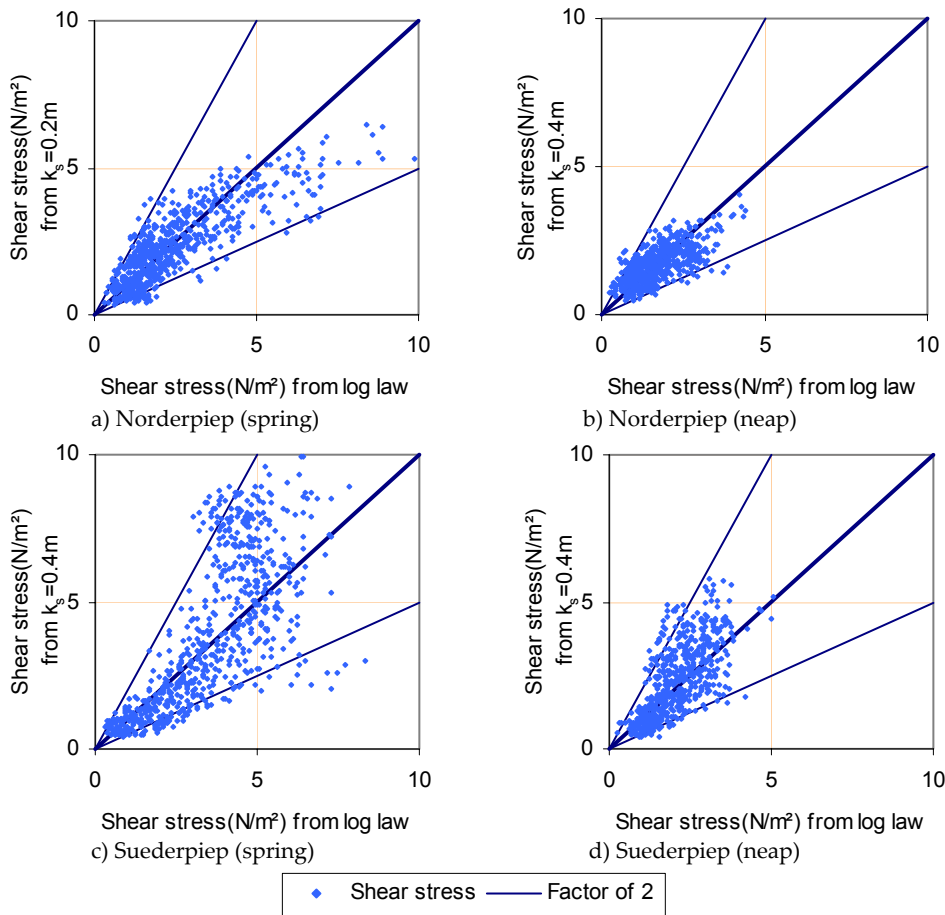 10
Shear stress(N/m²)
from kₛ=0.2m
5
0
0 5 10
Shear stress(N/m²) from log law
a) Norderpiep (spring)
10
Shear stress(N/m²)
from kₛ=0.4m
5
0
0 5 10
Shear stress(N/m²) from log law
b) Norderpiep (neap)
10
Shear stress(N/m²)
from kₛ=0.4m
5
0
0 5 10
Shear stress(N/m²) from log law
c) Suederpiep (spring)
10
Shear stress(N/m²)
from kₛ=0.4m
5
0
0 5 10
Shear stress(N/m²) from log law
d) Suederpiep (neap)
Shear stress Factor of 2